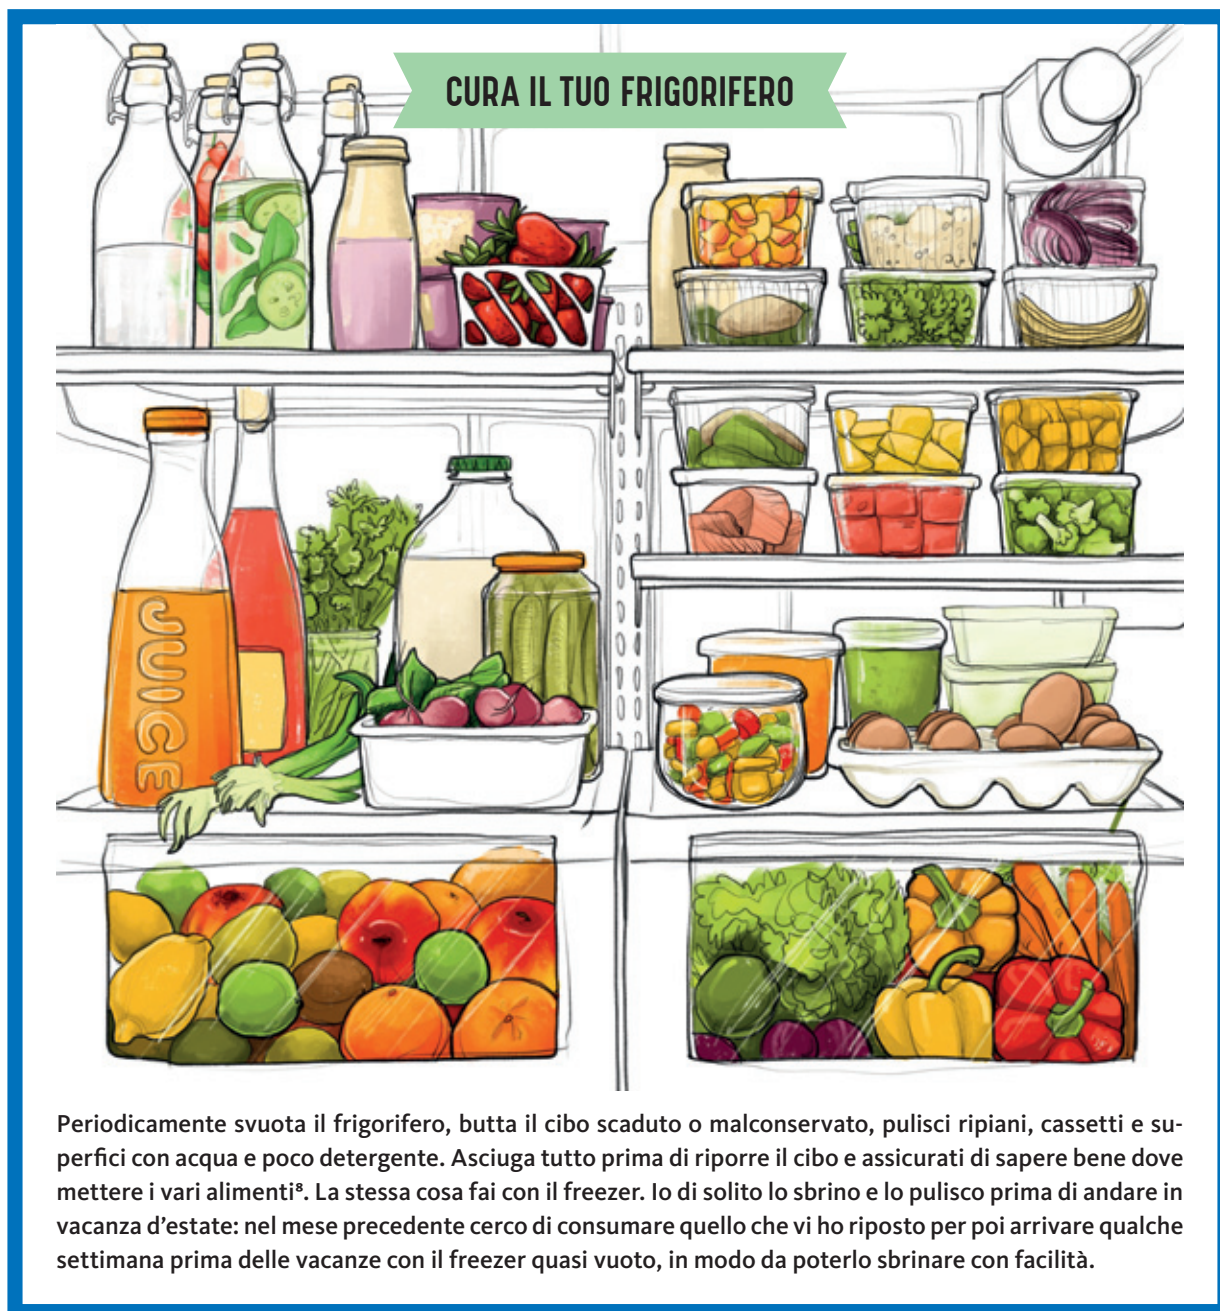 CURA IL TUO FRIGORIFERO
JUICE
Periodicamente svuota il frigorifero, butta il cibo scaduto o malconservato, pulisci ripiani, cassetti e su-
perfici con acqua e poco detergente. Asciuga tutto prima di riporre il cibo e assicurati di sapere bene dove
mettere i vari alimenti⁸. La stessa cosa fai con il freezer. Io di solito lo sbrino e lo pulisco prima di andare in
vacanza d’estate: nel mese precedente cerco di consumare quello che vi ho riposto per poi arrivare qualche
settimana prima delle vacanze con il freezer quasi vuoto, in modo da poterlo sbrinare con facilità.